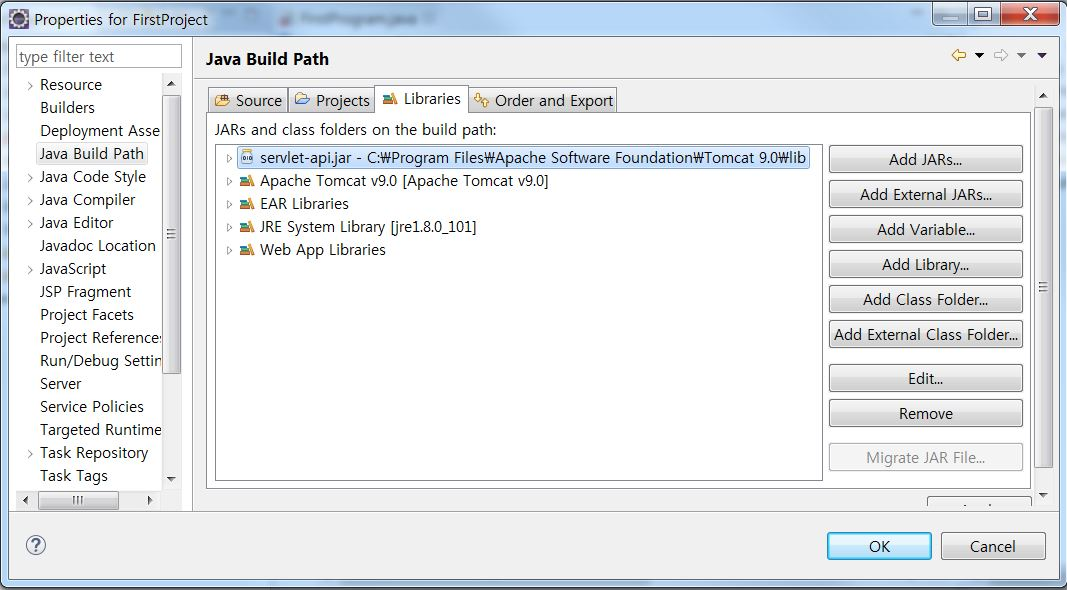 Properties for FirstProject
FirstProgram.java
type filter text
Resource
Builders
Deployment Asse
Java Build Path
Java Code Style
Java Compiler
Java Editor
Javadoc Location
JavaScript
JSP Fragment
Project Facets
Project References
Run/Debug Settin
Server
Service Policies
Targeted Runtime
Task Repository
Task Tags
Java Build Path
Source
Projects
Libraries
Order and Export
JARs and class folders on the build path:
servlet-api.jar - C:₩Program Files₩Apache Software Foundation₩Tomcat 9.0₩lib
Apache Tomcat v9.0 [Apache Tomcat v9.0]
EAR Libraries
JRE System Library [jre1.8.0_101]
Web App Libraries
Add JARs...
Add External JARs...
Add Variable...
Add Library...
Add Class Folder...
Add External Class Folder...
Edit...
Remove
Migrate JAR File...
OK
Cancel